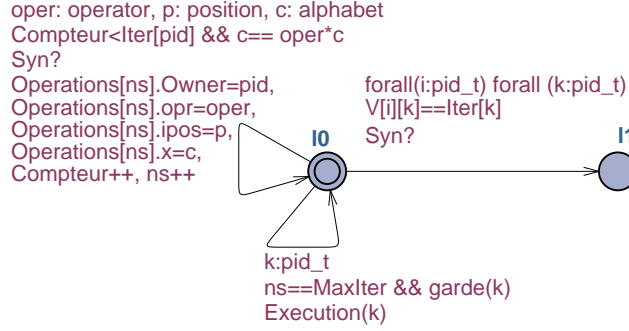 oper: operator, p: position, c: alphabet
Compteur<Iter[pid] && c== oper*c
Syn?
Operations[ns].Owner=pid,
Operations[ns].opr=oper,
Operations[ns].ipos=p,
Operations[ns].x=c,
Compteur++, ns++
forall(i:pid_t) forall (k:pid_t)
V[i][k]==Iter[k]
Syn?
l0
l1
k:pid_t
ns==MaxIter && garde(k)
Execution(k)